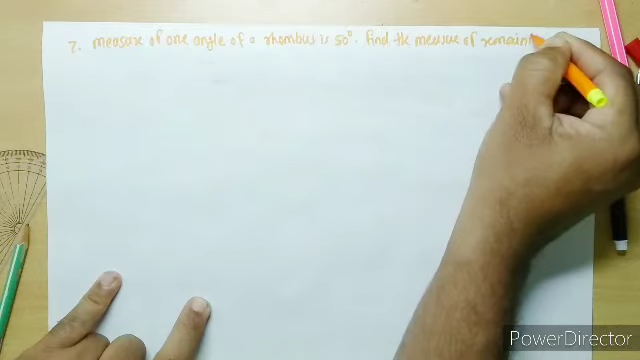 7. measure of one angle of a rhombus is 50°. Find the measure of remain
PowerDirector